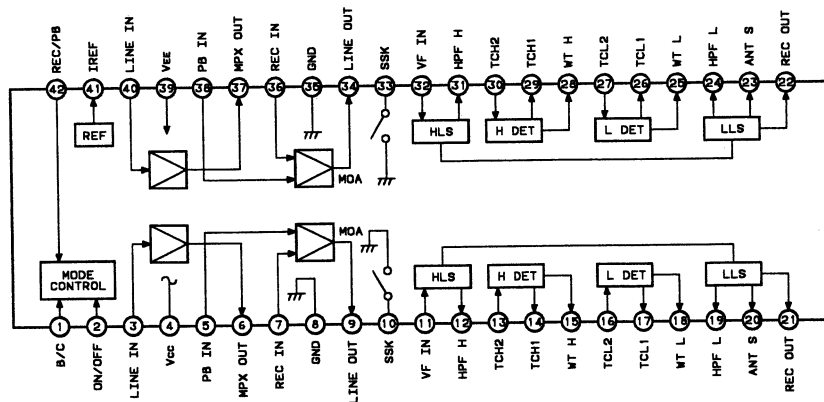 REC/PB
IREF
LINE IN
VEE
PB IN
MPX OUT
REC IN
GND
LINE OUT
SSK
VF IN
HPF H
TCH2
TCH1
WT H
TCL2
TCL1
WT L
HPF L
ANT S
REC OUT
42 41 40 39 38 37 36 35 34 33 32 31 30 29 28 27 26 25 24 23 22
REF
HLS
H DET
L DET
LLS
MOA
MOA
MODE
CONTROL
HLS
H DET
L DET
LLS
1 2 3 4 5 6 7 8 9 10 11 12 13 14 15 16 17 18 19 20 21
B/C
ON/OFF
LINE IN
Vcc
PB IN
MPX OUT
REC IN
GND
LINE OUT
SSK
VF IN
HPF H
TCH2
TCH1
WT H
TCL2
TCL1
WT L
HPF L
ANT S
REC OUT